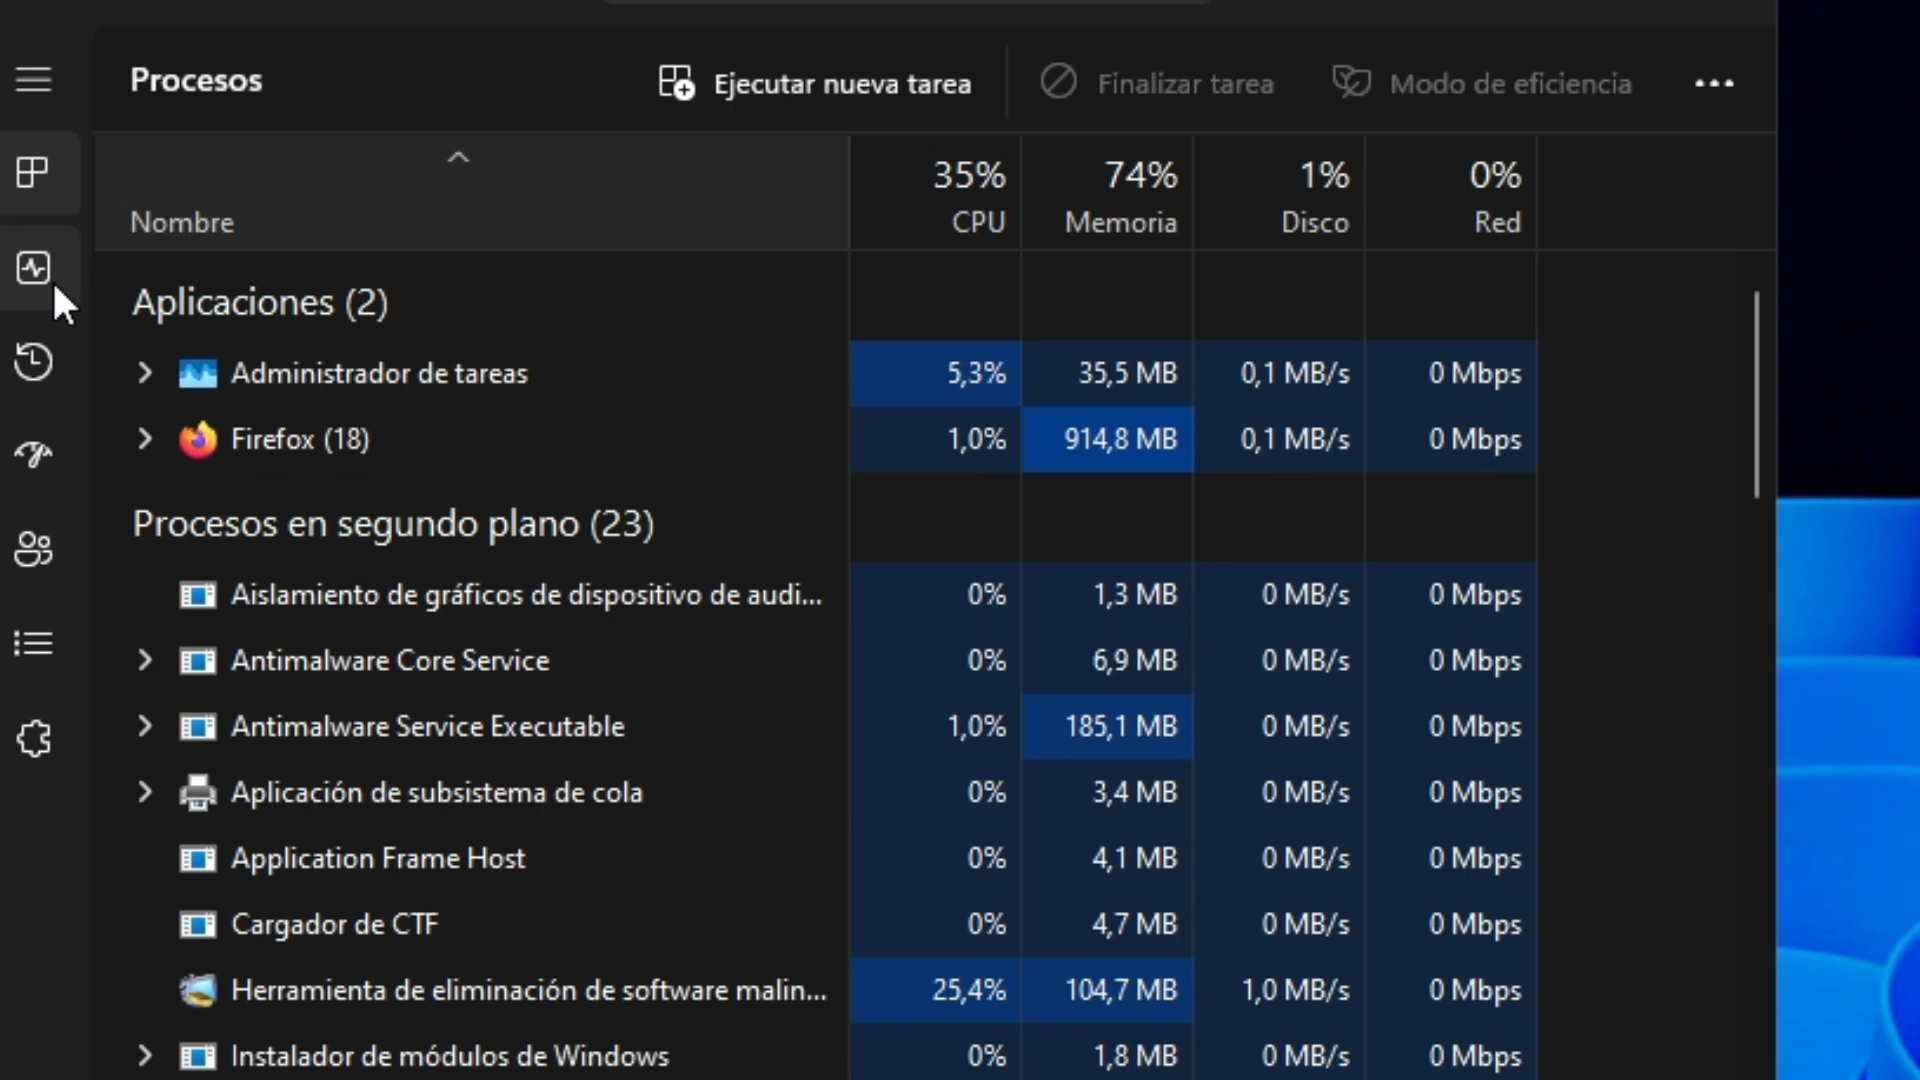 Procesos
Ejecutar nueva tarea
Finalizar tarea
Modo de eficiencia
35% 74% 1% 0%
Nombre CPU Memoria Disco Red
Aplicaciones (2)
Administrador de tareas 5,3% 35,5 MB 0,1 MB/s 0 Mbps
Firefox (18) 1,0% 914,8 MB 0,1 MB/s 0 Mbps
Procesos en segundo plano (23)
Aislamiento de gráficos de dispositivo de audi... 0% 1,3 MB 0 MB/s 0 Mbps
Antimalware Core Service 0% 6,9 MB 0 MB/s 0 Mbps
Antimalware Service Executable 1,0% 185,1 MB 0 MB/s 0 Mbps
Aplicación de subsistema de cola 0% 3,4 MB 0 MB/s 0 Mbps
Application Frame Host 0% 4,1 MB 0 MB/s 0 Mbps
Cargador de CTF 0% 4,7 MB 0 MB/s 0 Mbps
Herramienta de eliminación de software malin... 25,4% 104,7 MB 1,0 MB/s 0 Mbps
Instalador de módulos de Windows 0% 1,8 MB 0 MB/s 0 Mbps